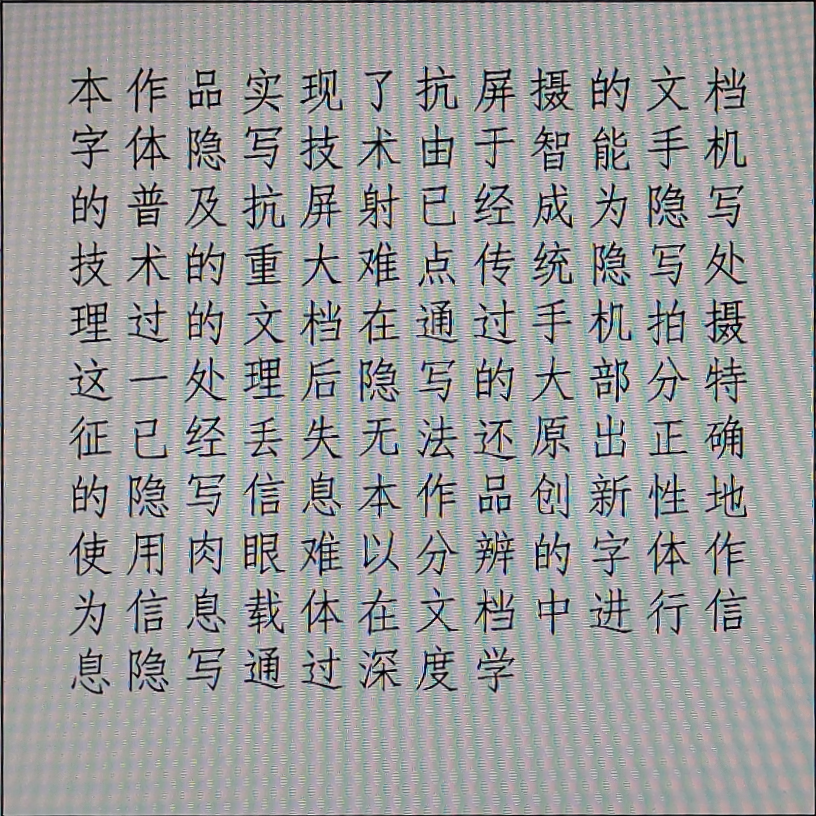 本作品实现了抗屏摄的文档
字体隐写技术由于智能手机
的普及抗屏射已经成为隐写
技术的重大难点传统隐写处
理过的文档在通过手机拍摄
这一处理后隐写的大部分特
征已经丢失无法还原出正确
的隐写信息本作品创新性地
使用肉眼难以分辨的字体作
为信息载体在文档中进行信
息隐写通过深度学